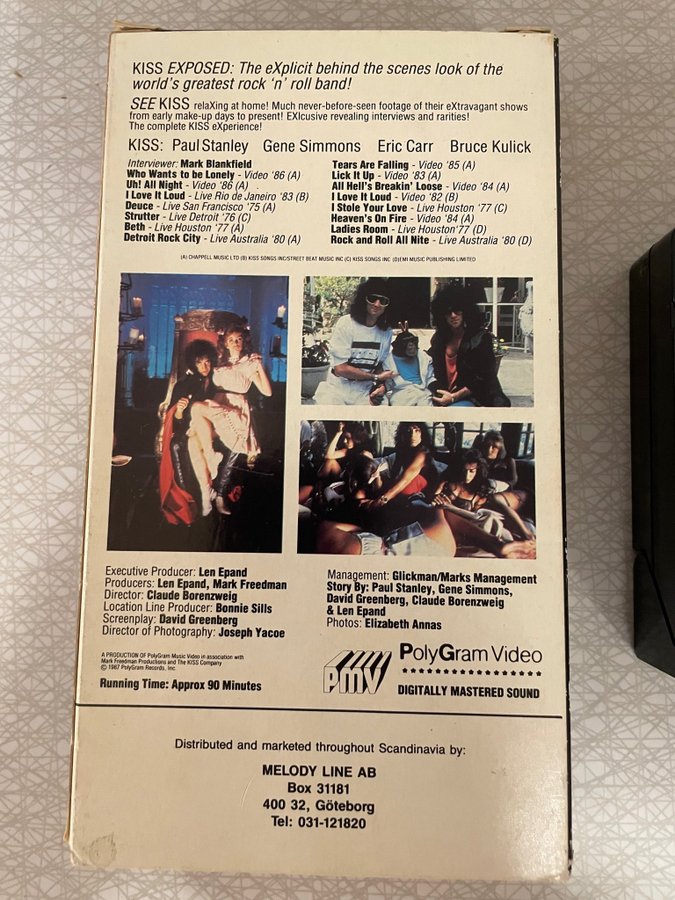 KISS EXPOSED: The eXplicit behind the scenes look of the
world's greatest rock 'n' roll band!
SEE KISS relaXing at home! Much never-before-seen footage of their eXtravagant shows
from early make-up days to present! EXlcusive revealing interviews and rarities!
The complete KISS eXperience!
KISS: Paul Stanley Gene Simmons Eric Carr Bruce Kulick
Interviewer: Mark Blankfield
Who Wants to be Lonely - Video '86 (A)
Uh! All Night - Video '86 (A)
I Love It Loud - Live Rio de Janeiro '83 (B)
Deuce - Live San Francisco '75 (A)
Strutter - Live Detroit '76 (C)
Beth - Live Houston '77 (A)
Detroit Rock City - Live Australia '80 (A)
Tears Are Falling - Video '85 (A)
Lick It Up - Video '83 (A)
All Hell's Breakin' Loose - Video '84 (A)
I Love It Loud - Video '82 (B)
I Stole Your Love - Live Houston '77 (C)
Heaven's On Fire - Video '84 (A)
Ladies Room - Live Houston'77 (D)
Rock and Roll All Nite - Live Australia '80 (D)
(A) CHAPPELL MUSIC LTD (B) KISS SONGS INC/STREET BEAT MUSIC INC (C) KISS SONGS INC (D)EMI MUSIC PUBLISHING LIMITED
Executive Producer: Len Epand
Producers: Len Epand, Mark Freedman
Director: Claude Borenzweig
Location Line Producer: Bonnie Sills
Screenplay: David Greenberg
Director of Photography: Joseph Yacoe
Management: Glickman/Marks Management
Story By: Paul Stanley, Gene Simmons,
David Greenberg, Claude Borenzweig
& Len Epand
Photos: Elizabeth Annas
A PRODUCTION OF PolyGram Music Video in association with
Mark Freedman Productions and The KISS Company
© 1987 PolyGram Records, Inc.
Running Time: Approx 90 Minutes
PMV
PolyGram Video
DIGITALLY MASTERED SOUND
Distributed and marketed throughout Scandinavia by:
MELODY LINE AB
Box 31181
400 32, Göteborg
Tel: 031-121820